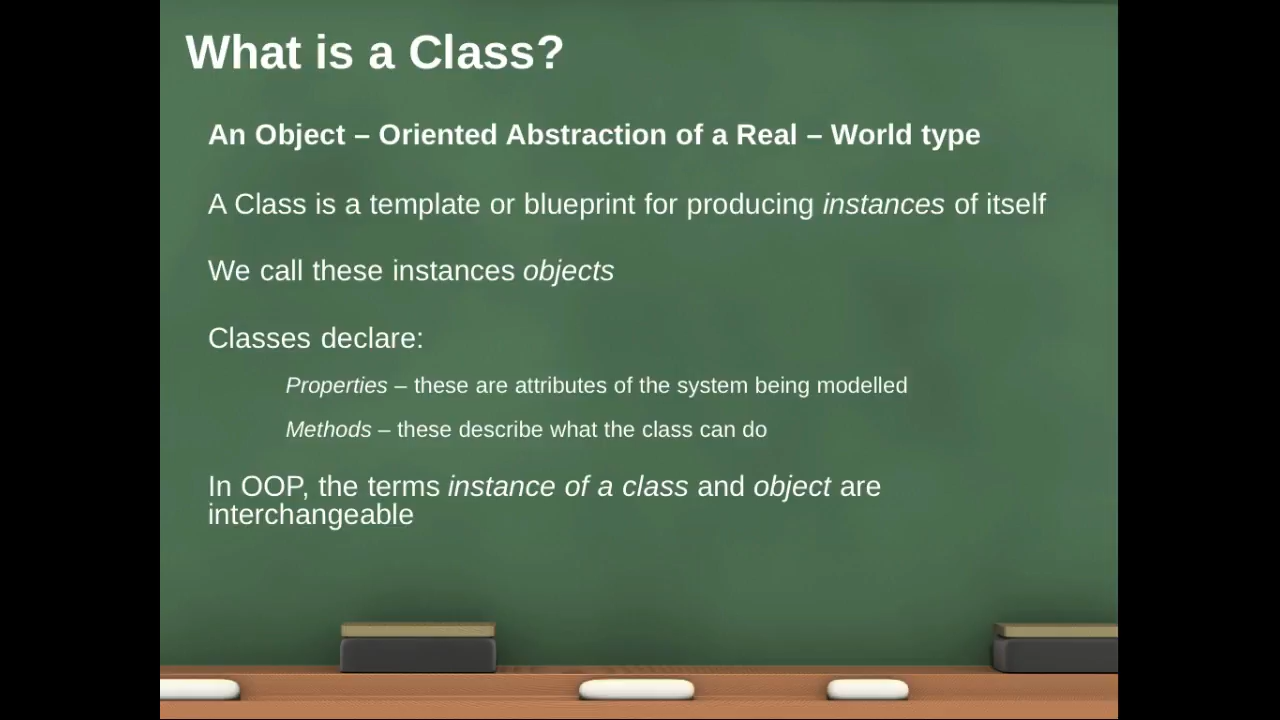 What is a Class?
An Object – Oriented Abstraction of a Real – World type
A Class is a template or blueprint for producing instances of itself
We call these instances objects
Classes declare:
Properties – these are attributes of the system being modelled
Methods – these describe what the class can do
In OOP, the terms instance of a class and object are
interchangeable